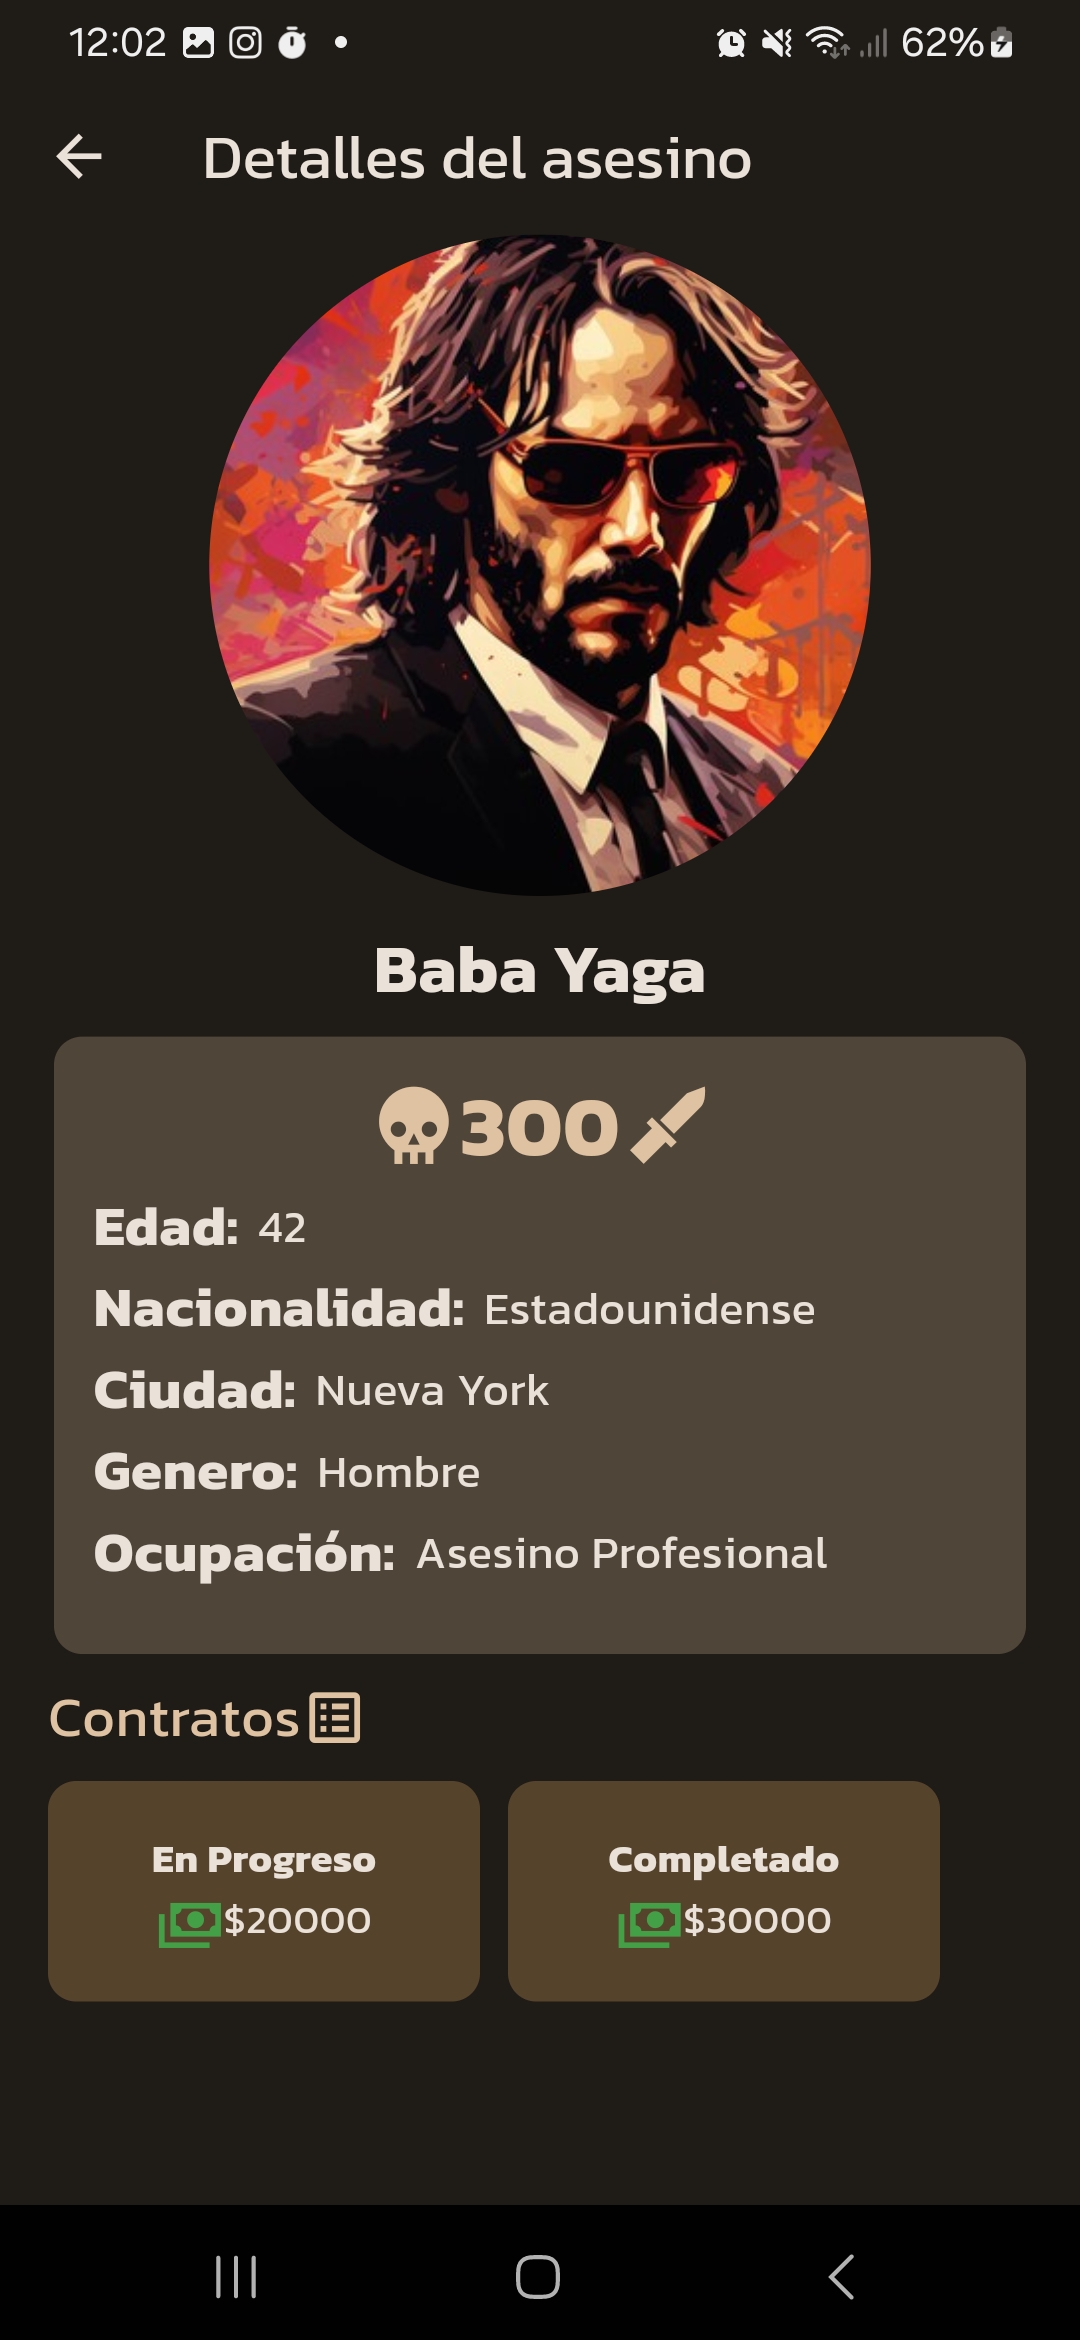 12:02
62%
Detalles del asesino
Baba Yaga
300
Edad: 42
Nacionalidad: Estadounidense
Ciudad: Nueva York
Genero: Hombre
Ocupación: Asesino Profesional
Contratos
En Progreso
$20000
Completado
$30000